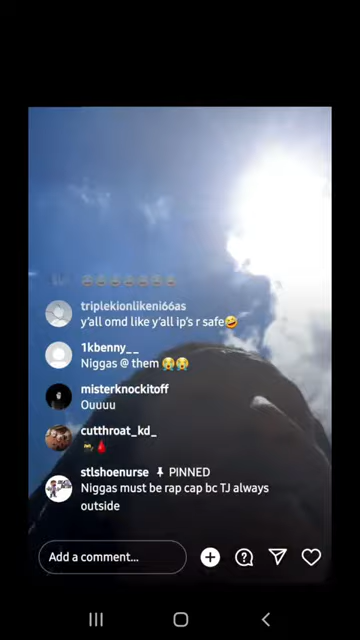 triplekionlikeni66as
y'all omd like y'all ip's r safe🤣
1kbenny__
Niggas @ them 😭😭
misterknockitoff
Ouuuu
cutthroat_kd_
stlshoenurse 📌 PINNED
Niggas must be rap cap bc TJ always
outside
Add a comment...